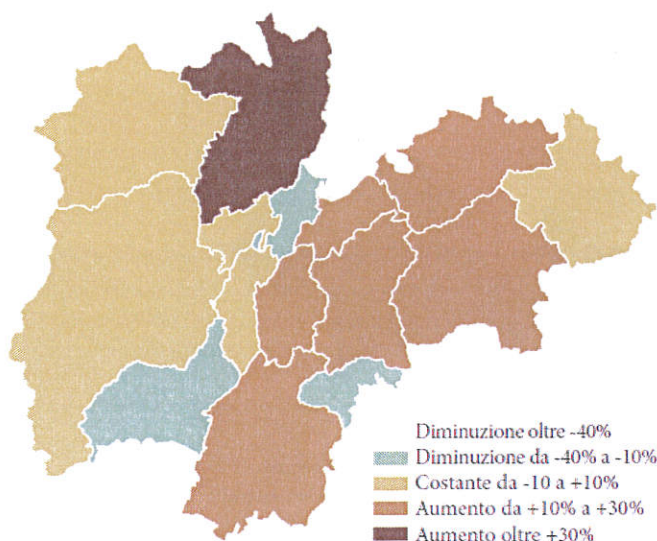 Diminuzione oltre -40%
Diminuzione da -40% a -10%
Costante da -10 a +10%
Aumento da +10% a +30%
Aumento oltre +30%